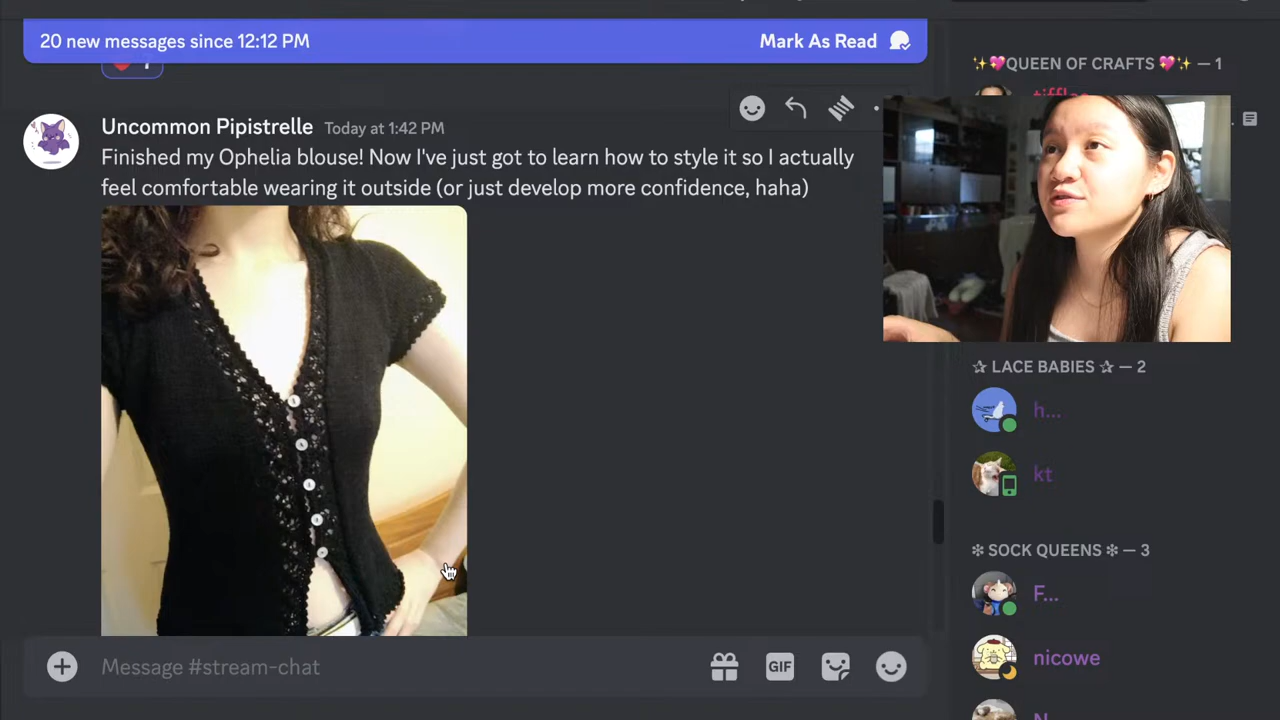 20 new messages since 12:12 PM
Mark As Read
Uncommon Pipistrelle Today at 1:42 PM
Finished my Ophelia blouse! Now I've just got to learn how to style it so I actually
feel comfortable wearing it outside (or just develop more confidence, haha)
Message #stream-chat
GIF
✨💖QUEEN OF CRAFTS 💖✨ — 1
✰ LACE BABIES ✰ — 2
h...
kt
❇ SOCK QUEENS ❇ — 3
F...
nicowe